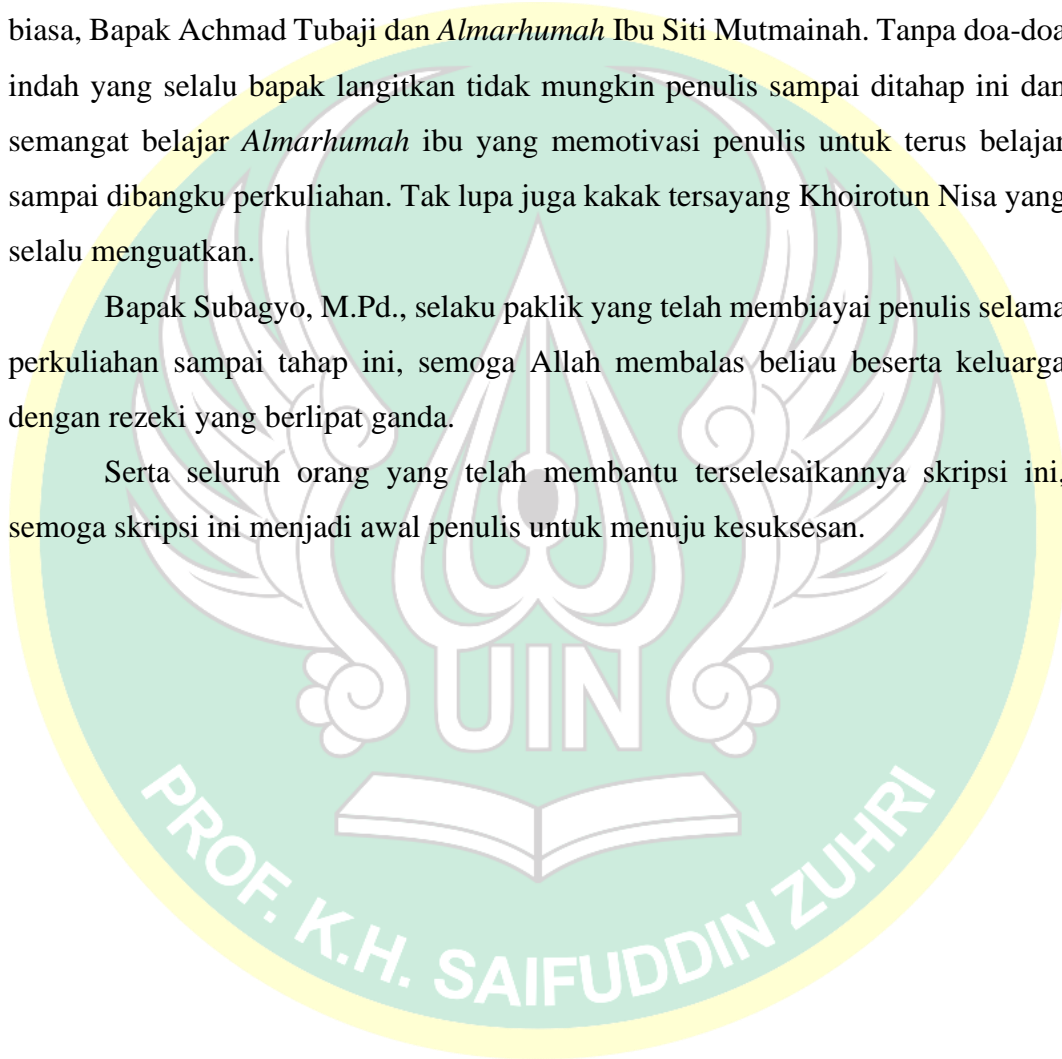 biasa, Bapak Achmad Tubaji dan Almarhumah Ibu Siti Mutmainah. Tanpa doa-doa
indah yang selalu bapak langitkan tidak mungkin penulis sampai ditahap ini dan
semangat belajar Almarhumah ibu yang memotivasi penulis untuk terus belajar
sampai dibangku perkuliahan. Tak lupa juga kakak tersayang Khoirotun Nisa yang
selalu menguatkan.
Bapak Subagyo, M.Pd., selaku paklik yang telah membiayai penulis selama
perkuliahan sampai tahap ini, semoga Allah membalas beliau beserta keluarga
dengan rezeki yang berlipat ganda.
Serta seluruh orang yang telah membantu terselesaikannya skripsi ini,
semoga skripsi ini menjadi awal penulis untuk menuju kesuksesan.
UIN
PROF. K.H. SAIFUDDIN ZUHRI